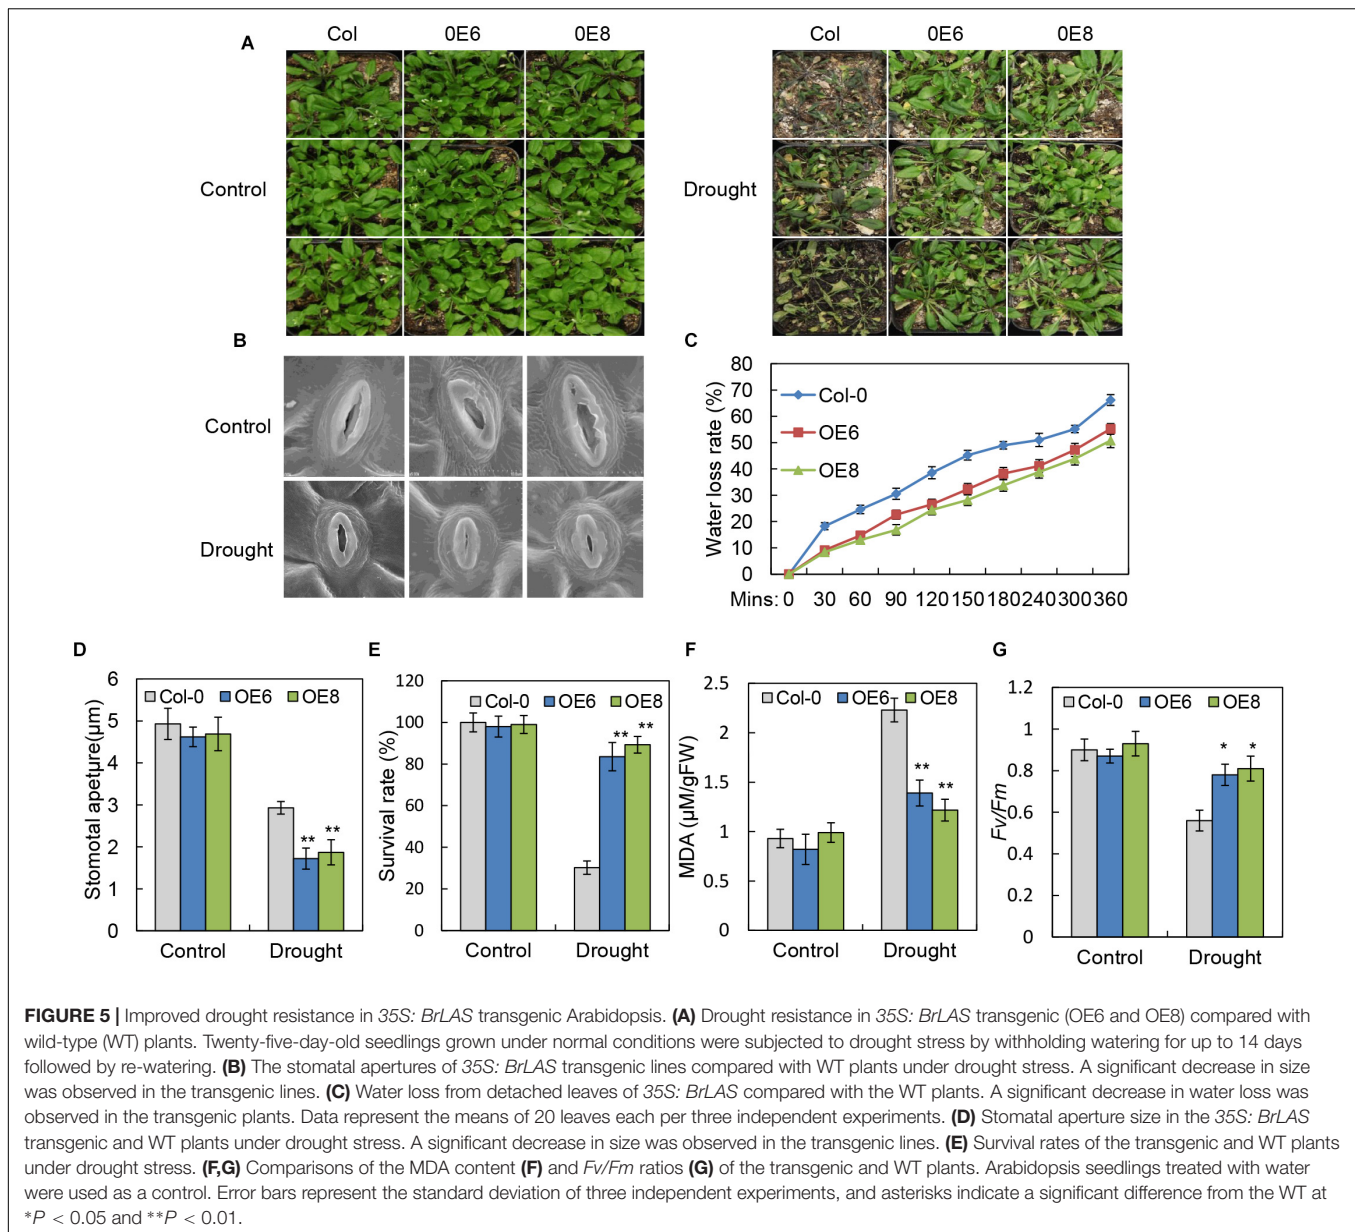 A
Col 0E6 0E8
Col 0E6 0E8
Control
Drought
B
Control
Drought
C
80
70
60
50
40
30
20
10
0
Water loss rate (%)
Col-0
OE6
OE8
Mins: 0 30 60 90 120 150 180 240 300 360
D
6
5
4
3
2
1
0
Stomotal apeture(μm)
Col-0 OE6 OE8
** **
Control Drought
E
120
100
80
60
40
20
0
Survival rate (%)
Col-0 OE6 OE8
** **
Control Drought
F
2.5
2
1.5
1
0.5
0
MDA (μM/gFW)
Col-0 OE6 OE8
** **
Control Drought
G
1.2
1
0.8
0.6
0.4
0.2
0
Fv/Fm
Col-0 OE6 OE8
* *
Control Drought
FIGURE 5 | Improved drought resistance in 35S: BrLAS transgenic Arabidopsis. (A) Drought resistance in 35S: BrLAS transgenic (OE6 and OE8) compared with
wild-type (WT) plants. Twenty-five-day-old seedlings grown under normal conditions were subjected to drought stress by withholding watering for up to 14 days
followed by re-watering. (B) The stomatal apertures of 35S: BrLAS transgenic lines compared with WT plants under drought stress. A significant decrease in size
was observed in the transgenic lines. (C) Water loss from detached leaves of 35S: BrLAS compared with the WT plants. A significant decrease in water loss was
observed in the transgenic plants. Data represent the means of 20 leaves each per three independent experiments. (D) Stomatal aperture size in the 35S: BrLAS
transgenic and WT plants under drought stress. A significant decrease in size was observed in the transgenic lines. (E) Survival rates of the transgenic and WT plants
under drought stress. (F,G) Comparisons of the MDA content (F) and Fv/Fm ratios (G) of the transgenic and WT plants. Arabidopsis seedlings treated with water
were used as a control. Error bars represent the standard deviation of three independent experiments, and asterisks indicate a significant difference from the WT at
*P < 0.05 and **P < 0.01.